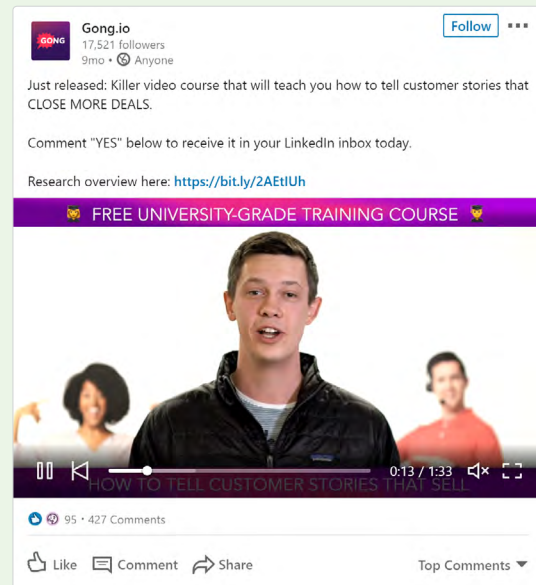 GONG
Gong.io
17,521 followers
9mo • Anyone
Follow
Just released: Killer video course that will teach you how to tell customer stories that
CLOSE MORE DEALS.
Comment "YES" below to receive it in your LinkedIn inbox today.
Research overview here: https://bit.ly/2AEtIUh
FREE UNIVERSITY-GRADE TRAINING COURSE
0:13 / 1:33
HOW TO TELL CUSTOMER STORIES THAT SELL
95 • 427 Comments
Like Comment Share Top Comments